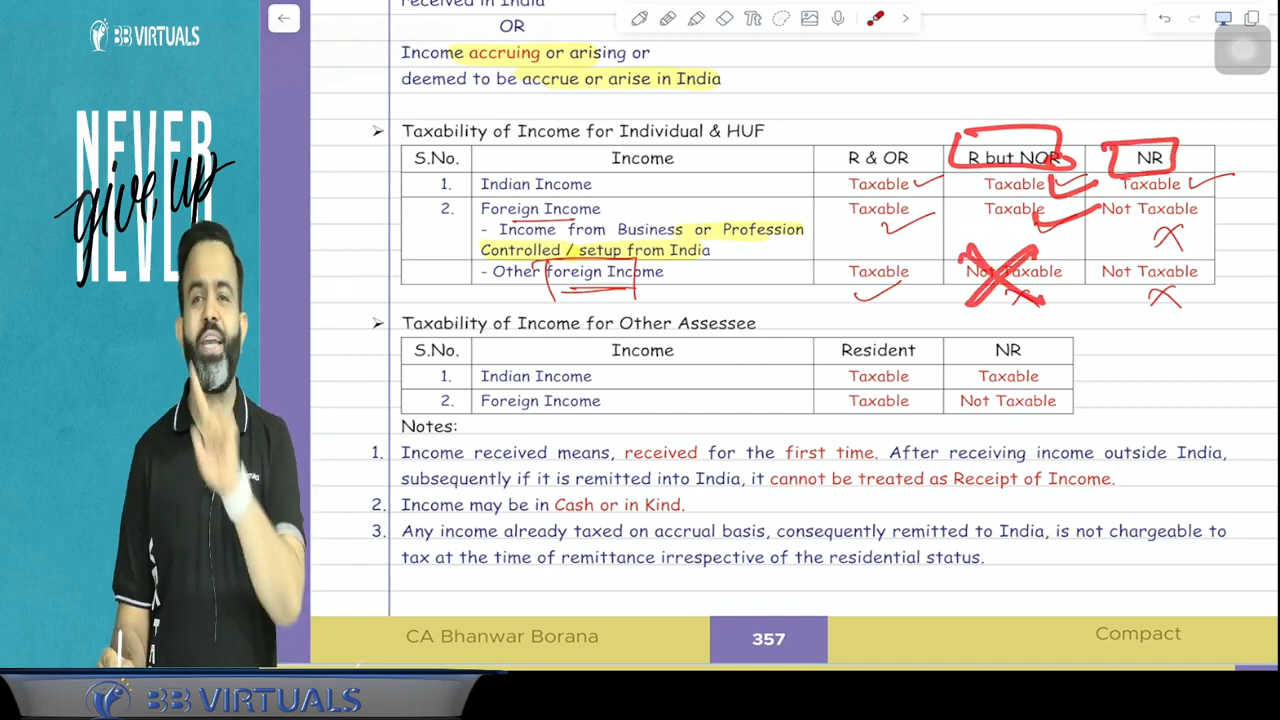 BB VIRTUALS
NEVER
give up
NEVER
received in India
OR
Income accruing or arising or
deemed to be accrue or arise in India
➤ Taxability of Income for Individual & HUF
S.No. Income R & OR R but NOR NR
1. Indian Income Taxable Taxable Taxable
2. Foreign Income Taxable Taxable Not Taxable
- Income from Business or Profession
Controlled / setup from India
- Other foreign Income Taxable Not Taxable Not Taxable
➤ Taxability of Income for Other Assessee
S.No. Income Resident NR
1. Indian Income Taxable Taxable
2. Foreign Income Taxable Not Taxable
Notes:
1. Income received means, received for the first time. After receiving income outside India,
subsequently if it is remitted into India, it cannot be treated as Receipt of Income.
2. Income may be in Cash or in Kind.
3. Any income already taxed on accrual basis, consequently remitted to India, is not chargeable to
tax at the time of remittance irrespective of the residential status.
CA Bhanwar Borana 357 Compact
BB VIRTUALS